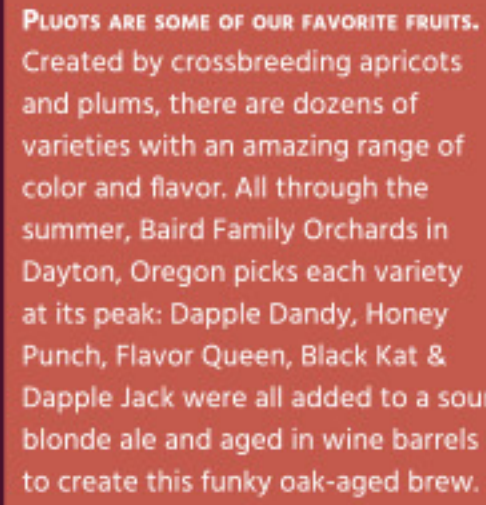 Pluots are some of our favorite fruits.
Created by crossbreeding apricots
and plums, there are dozens of
varieties with an amazing range of
color and flavor. All through the
summer, Baird Family Orchards in
Dayton, Oregon picks each variety
at its peak: Dapple Dandy, Honey
Punch, Flavor Queen, Black Kat &
Dapple Jack were all added to a sour
blonde ale and aged in wine barrels
to create this funky oak-aged brew.